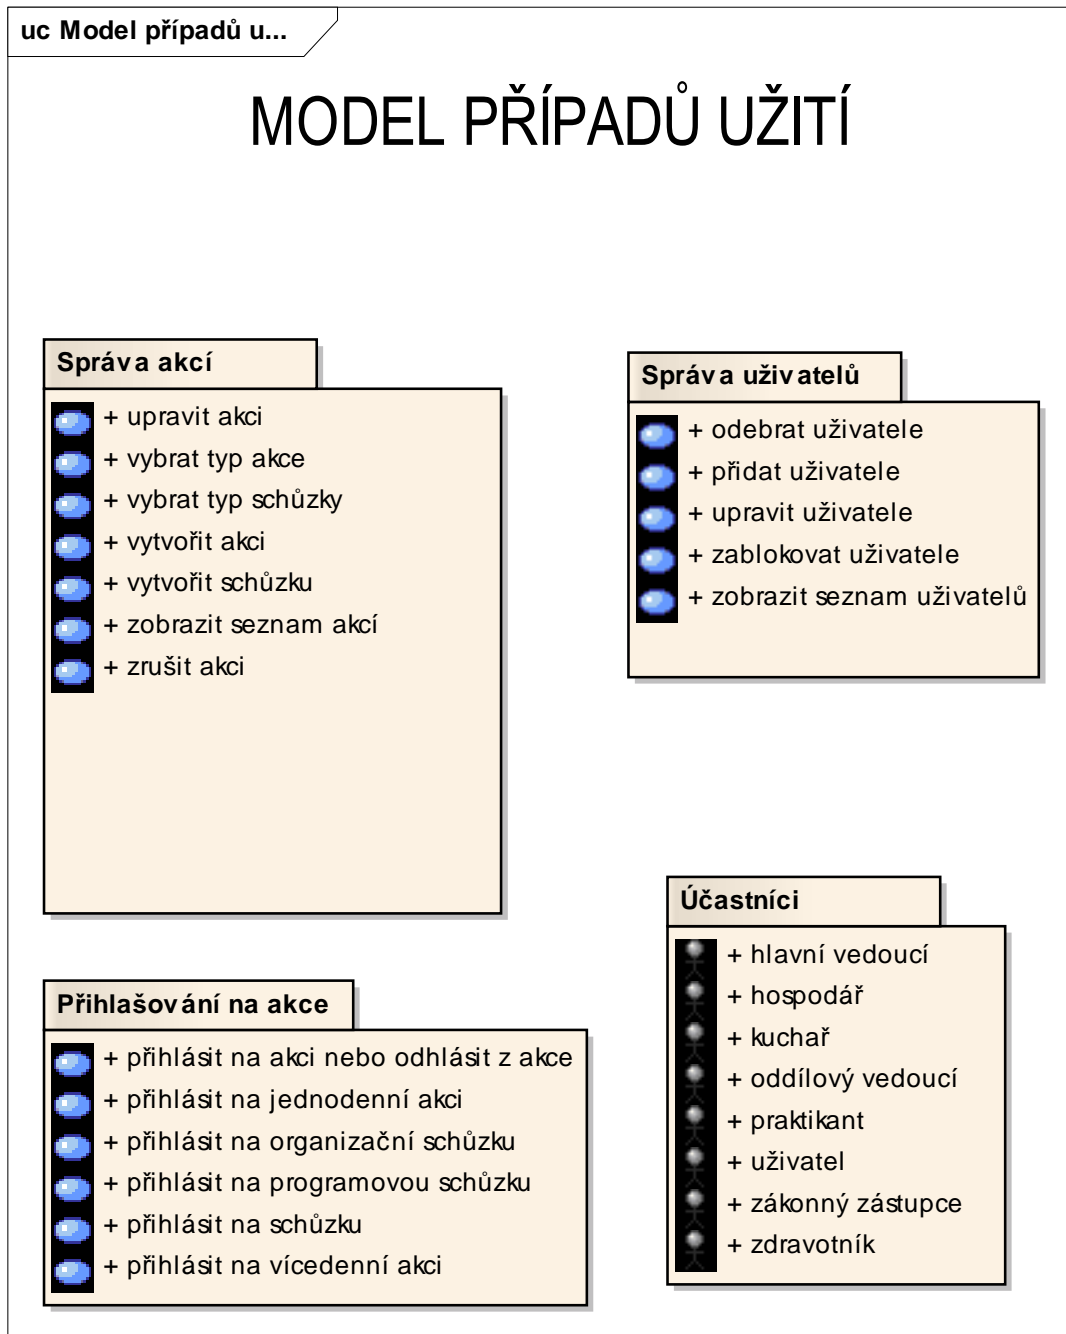 uc Model případů u...
MODEL PŘÍPADŮ UŽITÍ
Správa akcí
+ upravit akci
+ vybrat typ akce
+ vybrat typ schůzky
+ vytvořit akci
+ vytvořit schůzku
+ zobrazit seznam akcí
+ zrušit akci
Správa uživatelů
+ odebrat uživatele
+ přidat uživatele
+ upravit uživatele
+ zablokovat uživatele
+ zobrazit seznam uživatelů
Přihlašování na akce
+ přihlásit na akci nebo odhlásit z akce
+ přihlásit na jednodenní akci
+ přihlásit na organizační schůzku
+ přihlásit na programovou schůzku
+ přihlásit na schůzku
+ přihlásit na vícedenní akci
Účastníci
+ hlavní vedoucí
+ hospodář
+ kuchař
+ oddílový vedoucí
+ praktikant
+ uživatel
+ zákonný zástupce
+ zdravotník